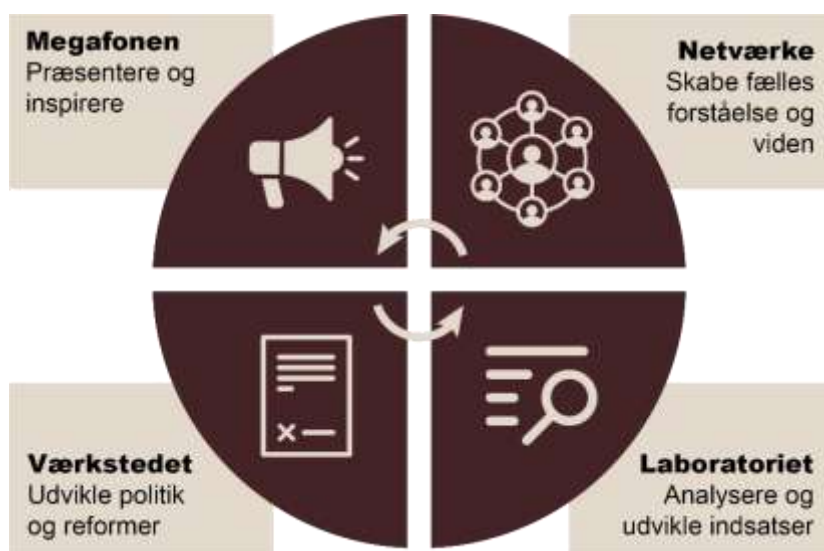 Megafonen
Præsentere og
inspirere
Netværke
Skabe fælles
forståelse og
viden
Værkstedet
Udvikle politik
og reformer
Laboratoriet
Analysere og
udvikle indsatser